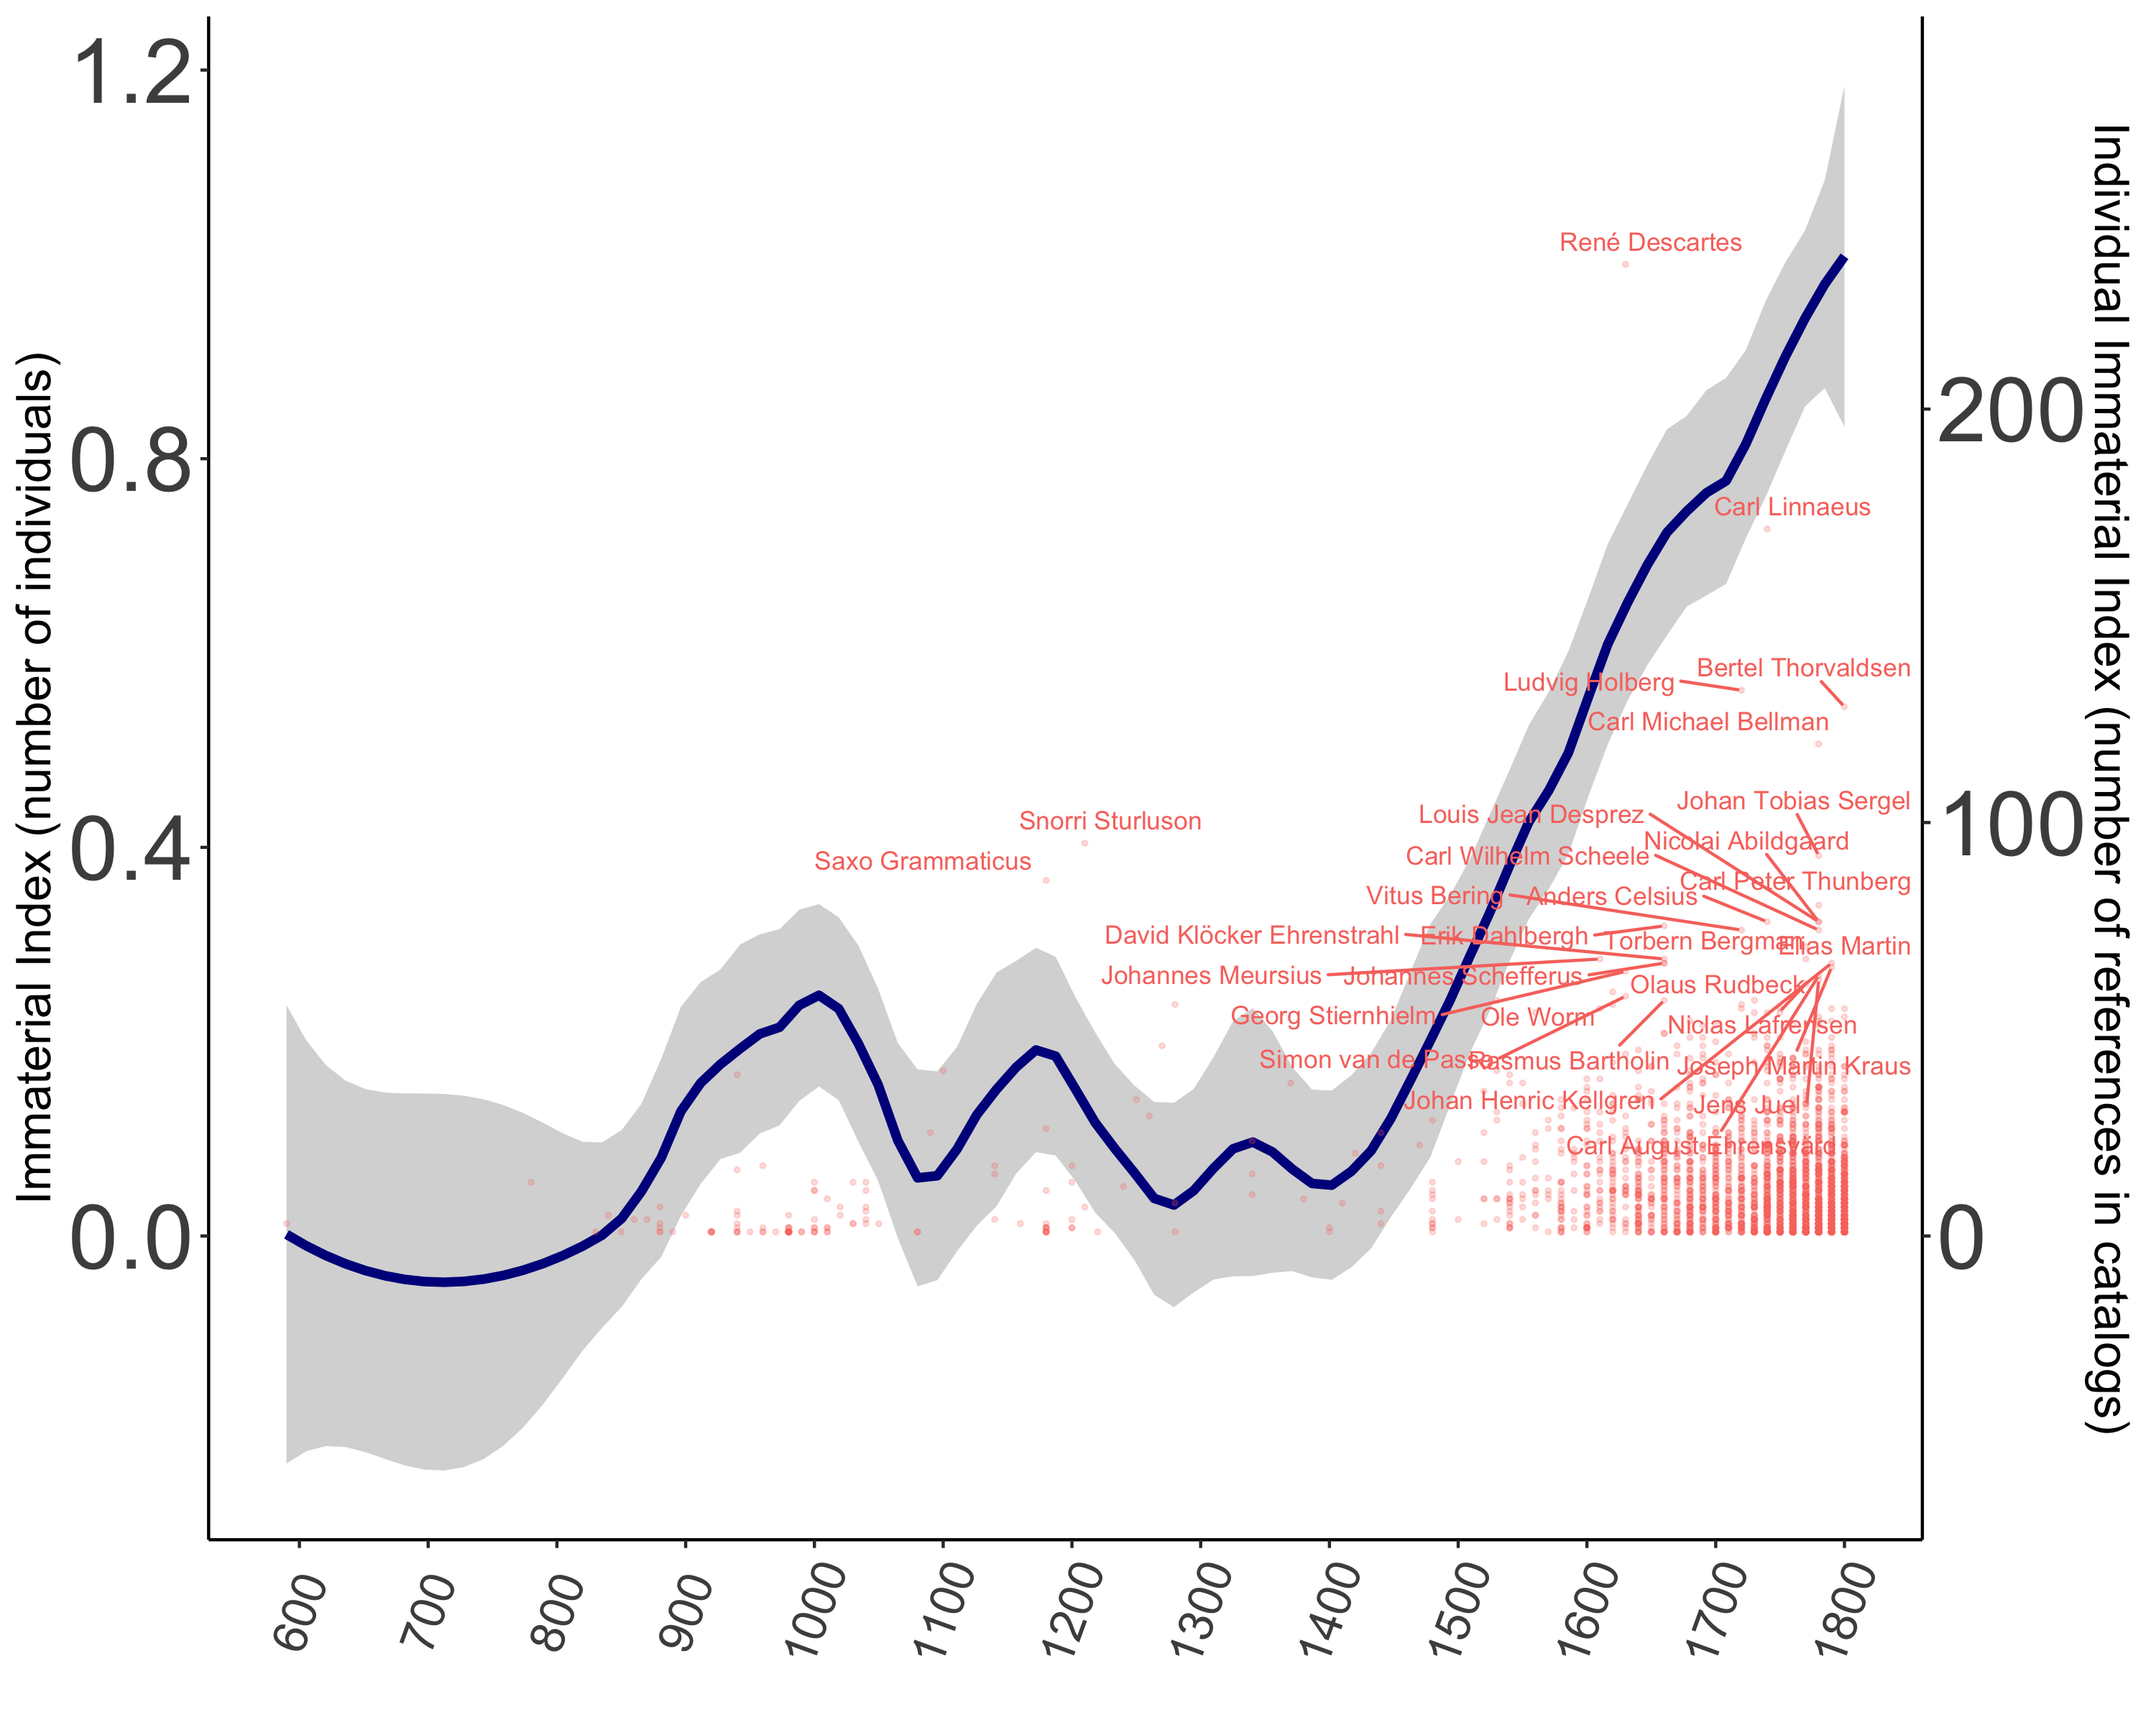 1.2
0.8
0.4
0.0
Immaterial Index (number of individuals)
200
100
0
Individual Immaterial Index (number of references in catalogs)
René Descartes
Carl Linnaeus
Bertel Thorvaldsen
Ludvig Holberg
Carl Michael Bellman
Johan Tobias Sergel
Louis Jean Desprez
Snorri Sturluson
Nicolai Abildgaard
Carl Wilhelm Scheele
Saxo Grammaticus
Carl Peter Thunberg
Vitus Bering
Anders Celsius
David Klöcker Ehrenstrahl
Erik Dahlbergh
Torbern Bergman
Elias Martin
Johannes Meursius
Johannes Schefferus
Olaus Rudbeck
Georg Stiernhielm
Ole Worm
Niclas Lafrensen
Simon van de Passe
Rasmus Bartholin
Joseph Martin Kraus
Johan Henric Kellgren
Jens Juel
Carl August Ehrensvärd
600
700
800
900
1000
1100
1200
1300
1400
1500
1600
1700
1800